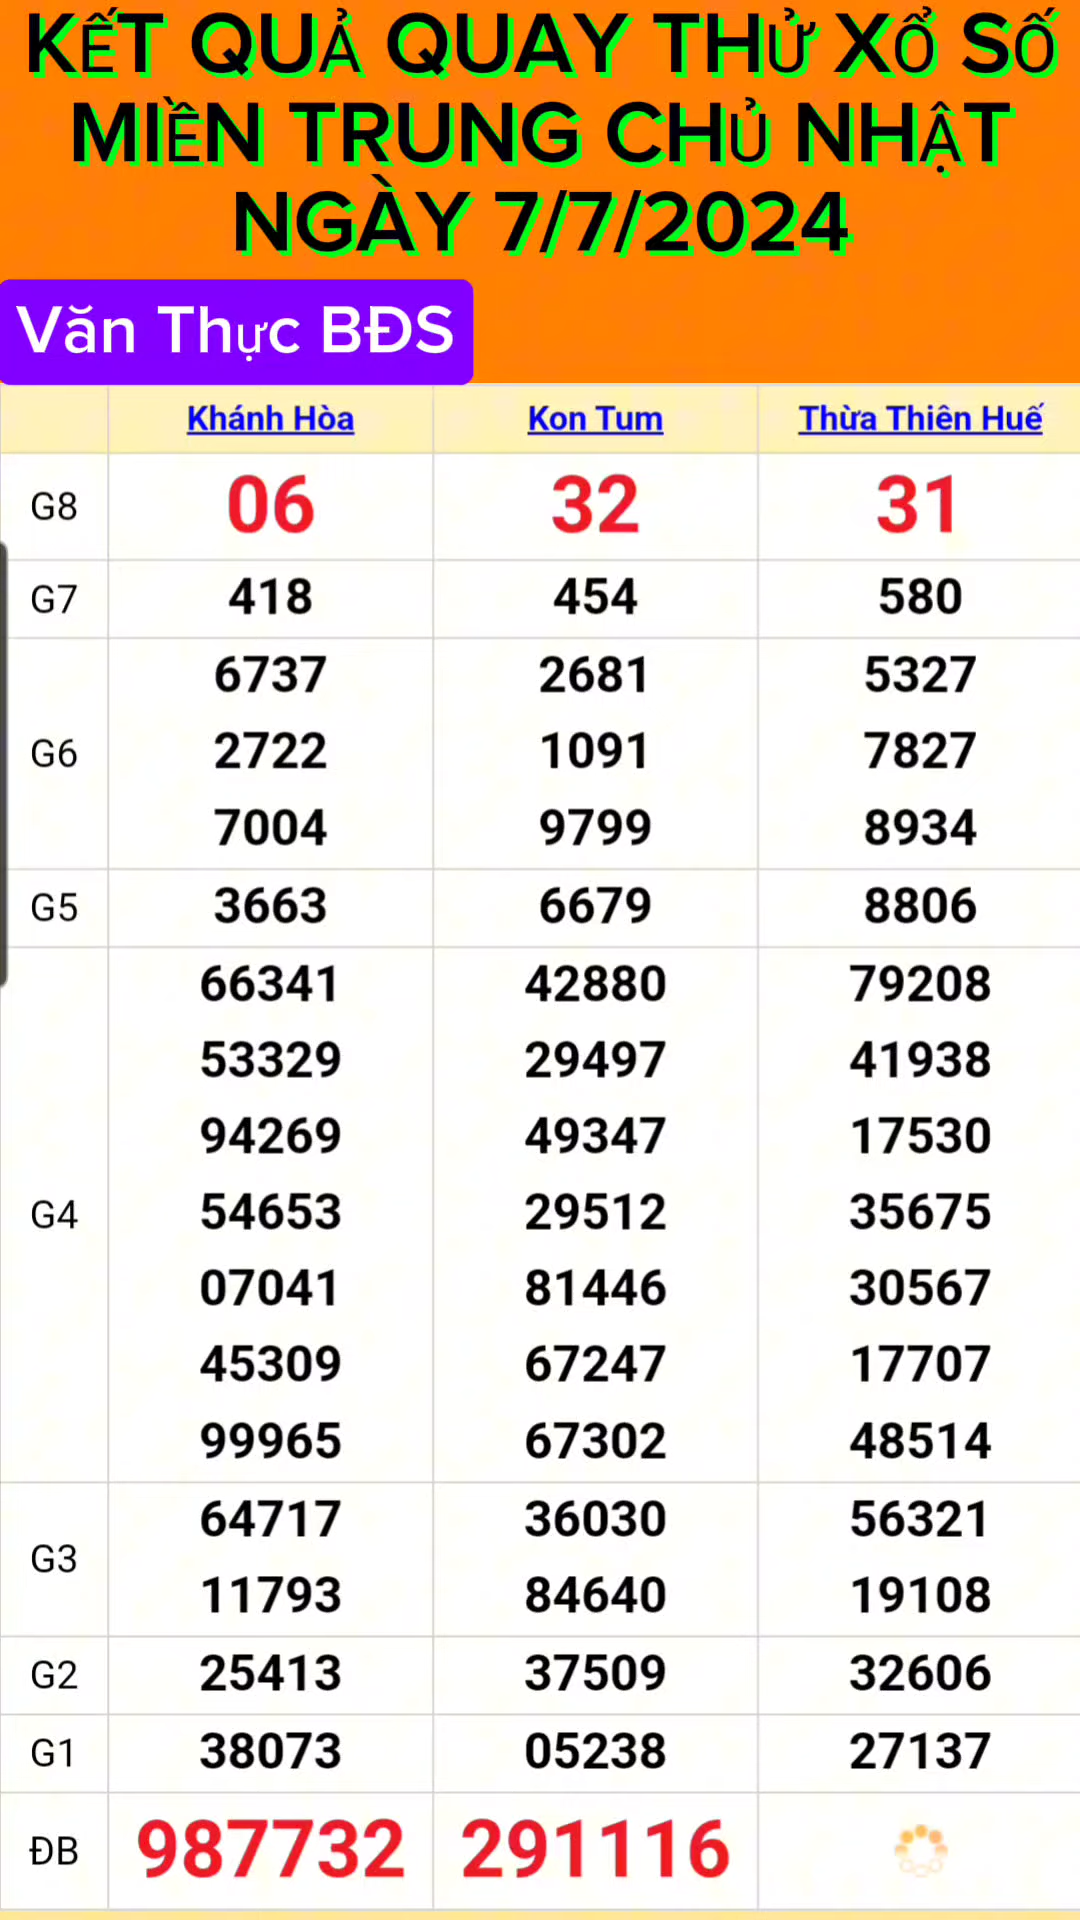 KẾT QUẢ QUAY THỬ XỔ SỐ
MIỀN TRUNG CHỦ NHẬT
NGÀY 7/7/2024
Văn Thực BĐS
Khánh Hòa Kon Tum Thừa Thiên Huế
G8 06 32 31
G7 418 454 580
6737 2681 5327
G6 2722 1091 7827
7004 9799 8934
G5 3663 6679 8806
66341 42880 79208
53329 29497 41938
94269 49347 17530
G4 54653 29512 35675
07041 81446 30567
45309 67247 17707
99965 67302 48514
G3 64717 36030 56321
11793 84640 19108
G2 25413 37509 32606
G1 38073 05238 27137
ĐB 987732 291116